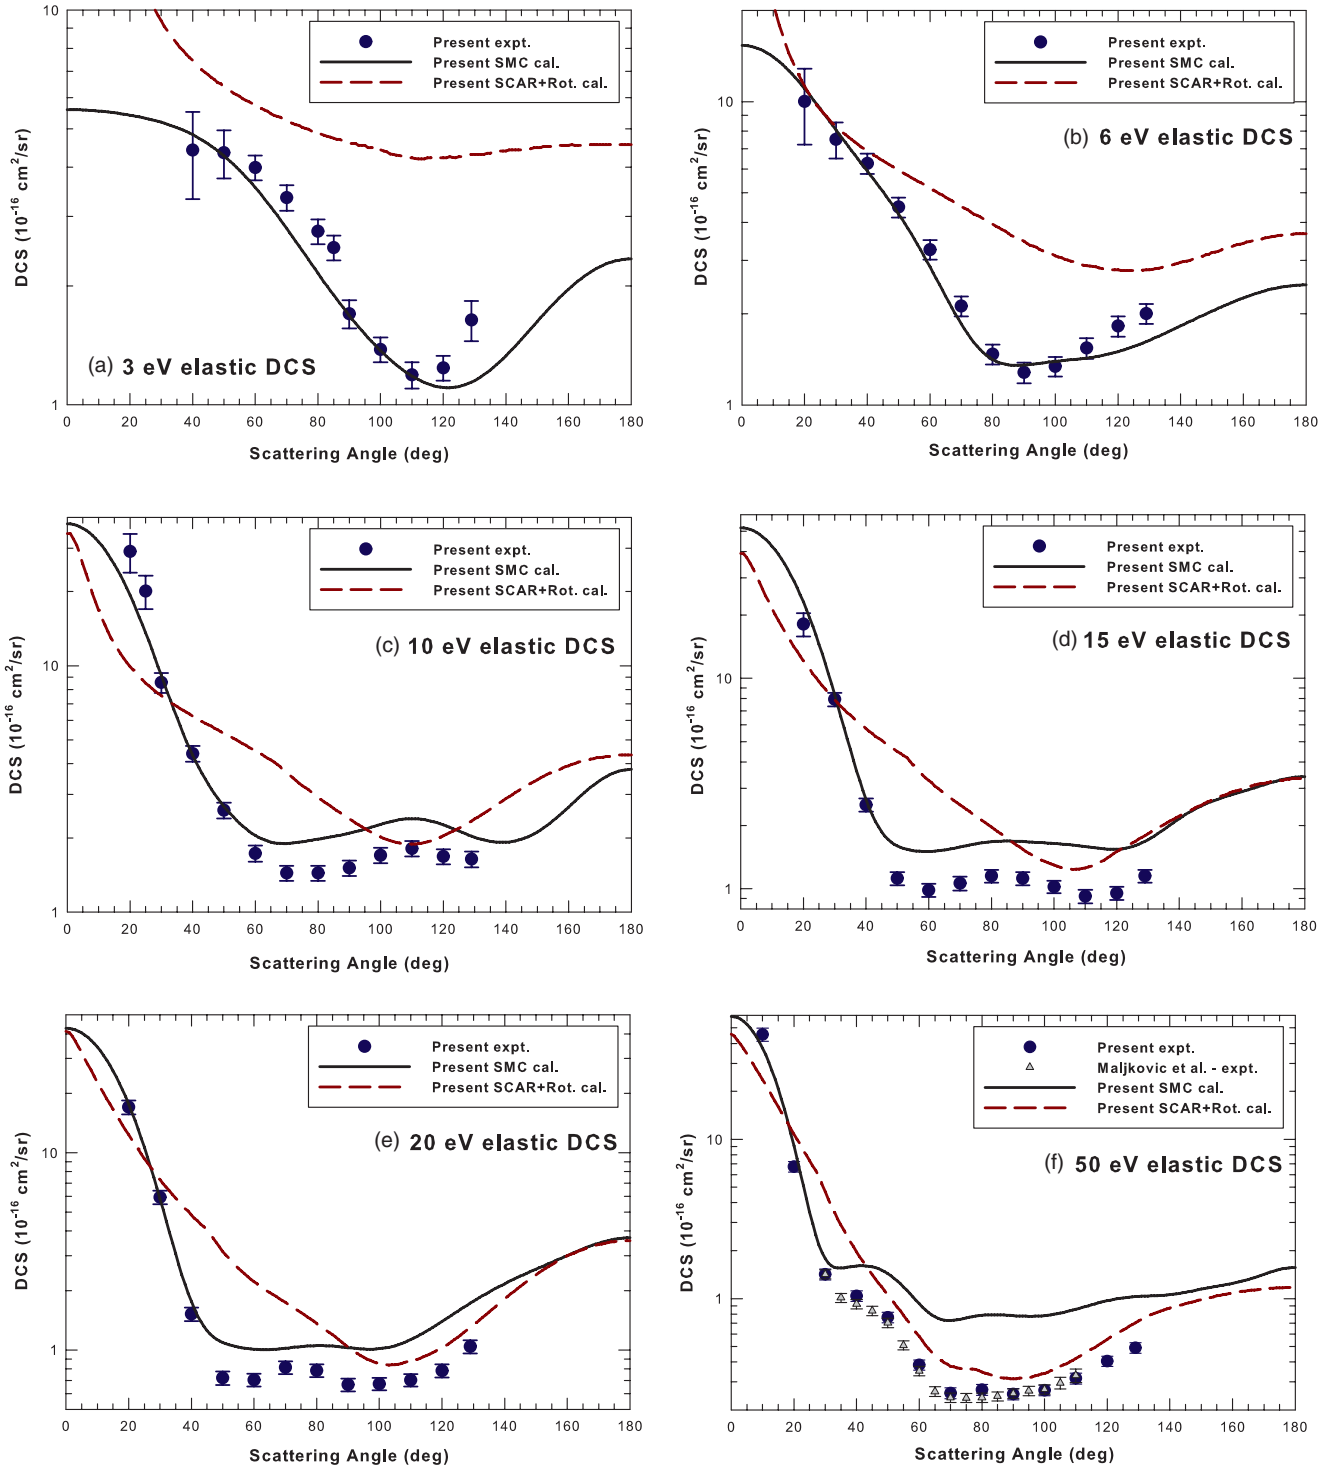 10
1
DCS (10⁻¹⁶ cm²/sr)
Present expt.
Present SMC cal.
Present SCAR+Rot. cal.
(a) 3 eV elastic DCS
0 20 40 60 80 100 120 140 160 180
Scattering Angle (deg)
10
1
DCS (10⁻¹⁶ cm²/sr)
Present expt.
Present SMC cal.
Present SCAR+Rot. cal.
(b) 6 eV elastic DCS
0 20 40 60 80 100 120 140 160 180
Scattering Angle (deg)
10
1
DCS (10⁻¹⁶ cm²/sr)
Present expt.
Present SMC cal.
Present SCAR+Rot. cal.
(c) 10 eV elastic DCS
0 20 40 60 80 100 120 140 160 180
Scattering Angle (deg)
10
1
DCS (10⁻¹⁶ cm²/sr)
Present expt.
Present SMC cal.
Present SCAR+Rot. cal.
(d) 15 eV elastic DCS
0 20 40 60 80 100 120 140 160 180
Scattering Angle (deg)
10
1
DCS (10⁻¹⁶ cm²/sr)
Present expt.
Present SMC cal.
Present SCAR+Rot. cal.
(e) 20 eV elastic DCS
0 20 40 60 80 100 120 140 160 180
Scattering Angle (deg)
10
1
DCS (10⁻¹⁶ cm²/sr)
Present expt.
Maljkovic et al. - expt.
Present SMC cal.
Present SCAR+Rot. cal.
(f) 50 eV elastic DCS
0 20 40 60 80 100 120 140 160 180
Scattering Angle (deg)